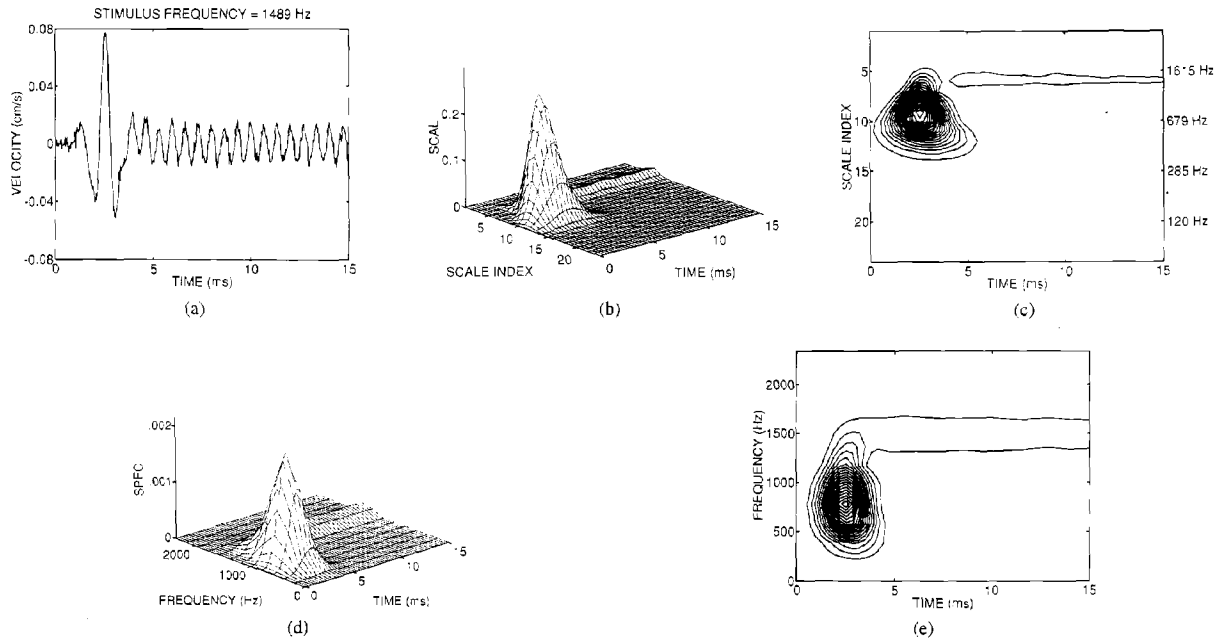 STIMULUS FREQUENCY = 1489 Hz
0.08
0.04
0
-0.04
-0.08
VELOCITY (cm/s)
0 5 10 15
TIME (ms)
(a)
0.2
0.1
0
SCAL
5 10 15 20
SCALE INDEX
0 5 10 15
TIME (ms)
(b)
5
10
15
20
SCALE INDEX
679 Hz
285 Hz
120 Hz
0 5 10 15
TIME (ms)
(c)
.002
.001
0
2000 1000 0
FREQUENCY (Hz)
0 5 10 15
TIME (ms)
(d)
2000
1500
1000
500
0
FREQUENCY (Hz)
0 5 10 15
TIME (ms)
(e)